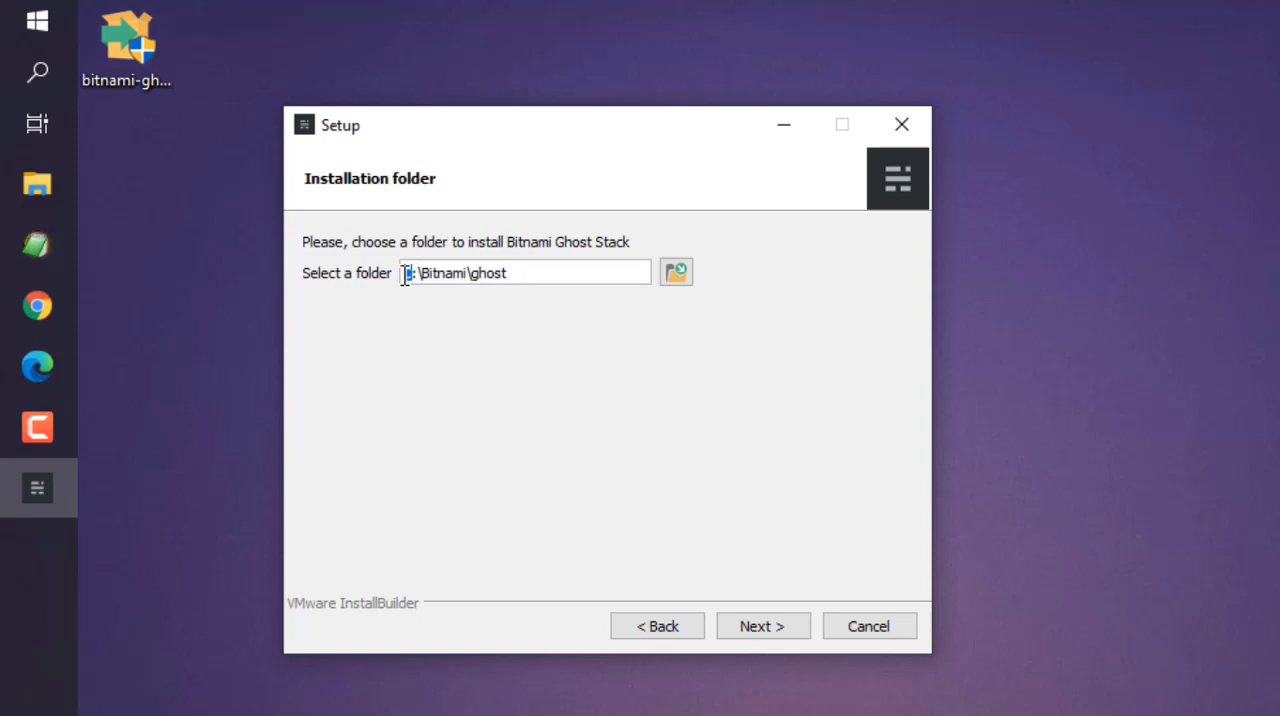 bitnami-gh...
Setup
Installation folder
Please, choose a folder to install Bitnami Ghost Stack
Select a folder
:\Bitnami\ghost
VMware InstallBuilder
< Back
Next >
Cancel